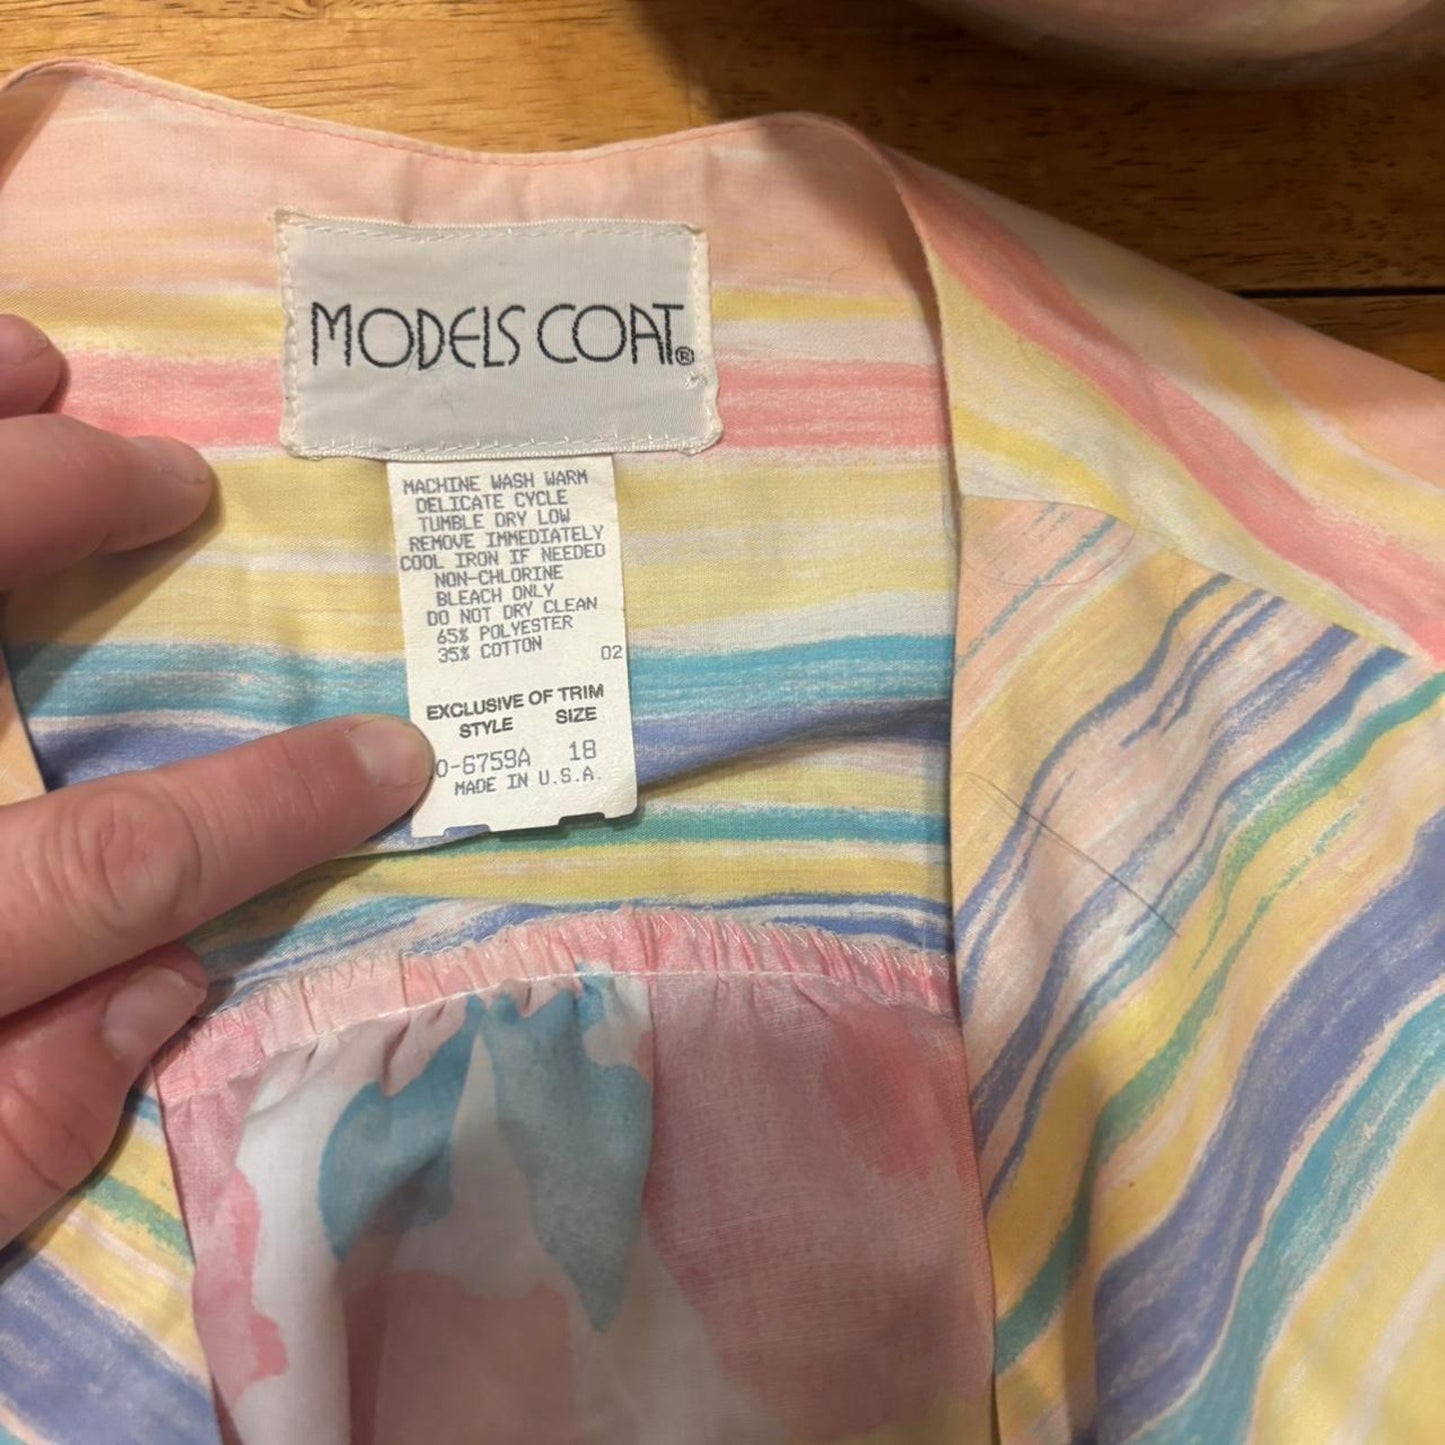 MODELS COAT®
MACHINE WASH WARM
DELICATE CYCLE
TUMBLE DRY LOW
REMOVE IMMEDIATELY
COOL IRON IF NEEDED
NON-CHLORINE
BLEACH ONLY
DO NOT DRY CLEAN
65% POLYESTER
35% COTTON 02
EXCLUSIVE OF TRIM
STYLE SIZE
0-6759A 18
MADE IN U.S.A.